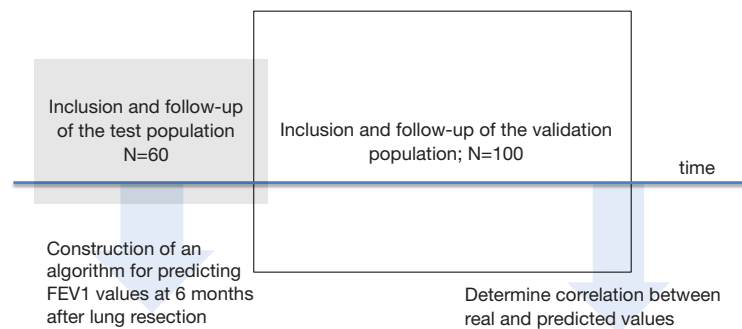 Inclusion and follow-up
of the test population
N=60
Inclusion and follow-up of the validation
population; N=100
time
Construction of an
algorithm for predicting
FEV1 values at 6 months
after lung resection
Determine correlation between
real and predicted values